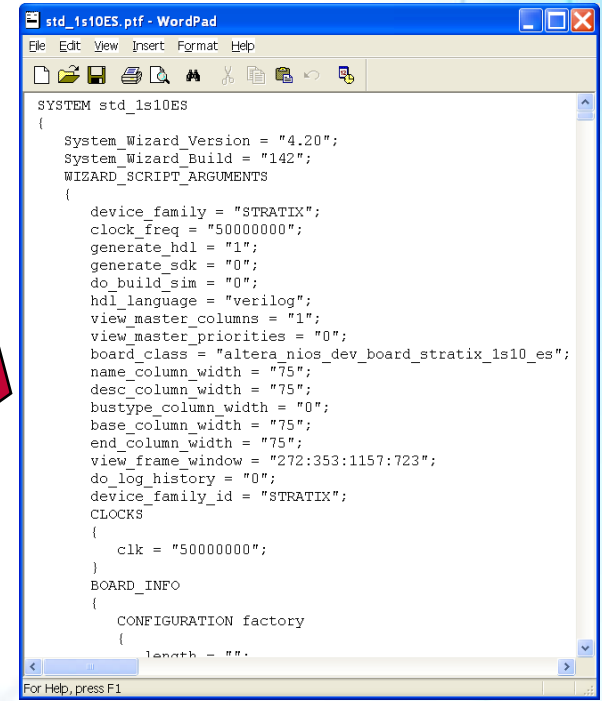 std_1s10ES.ptf - WordPad
File Edit View Insert Format Help
SYSTEM std_1s10ES
{
System_Wizard_Version = "4.20";
System_Wizard_Build = "142";
WIZARD_SCRIPT_ARGUMENTS
{
device_family = "STRATIX";
clock_freq = "50000000";
generate_hdl = "1";
generate_sdk = "0";
do_build_sim = "0";
hdl_language = "verilog";
view_master_columns = "1";
view_master_priorities = "0";
board_class = "altera_nios_dev_board_stratix_1s10_es";
name_column_width = "75";
desc_column_width = "75";
bustype_column_width = "0";
base_column_width = "75";
end_column_width = "75";
view_frame_window = "272:353:1157:723";
do_log_history = "0";
device_family_id = "STRATIX";
CLOCKS
{
clk = "50000000";
}
BOARD_INFO
{
CONFIGURATION factory
{
length = "";
For Help, press F1